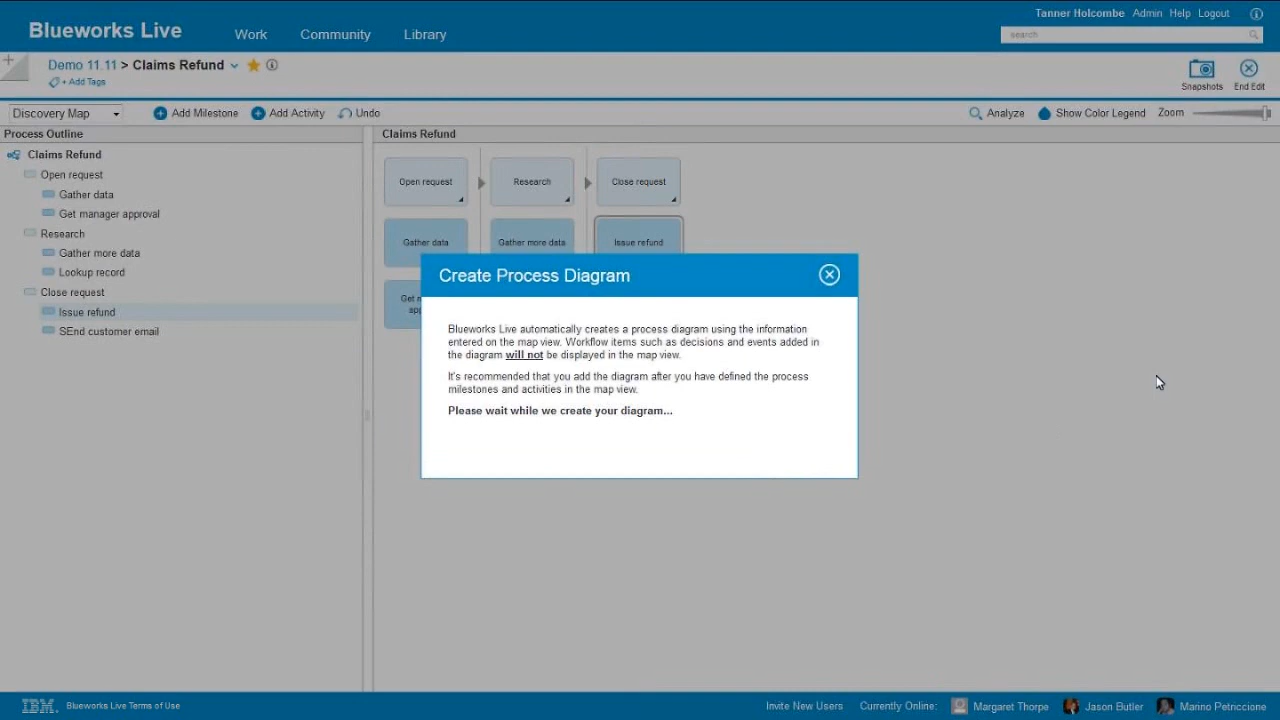 Tanner Holcombe Admin Help Logout
Blueworks Live Work Community Library
search
Demo 11.11 > Claims Refund
+ Add Tags
Snapshots End Edit
Discovery Map Add Milestone Add Activity Undo Analyze Show Color Legend Zoom
Process Outline
Claims Refund
Open request
Gather data
Get manager approval
Research
Gather more data
Lookup record
Close request
Issue refund
SEnd customer email
Claims Refund
Open request Research Close request
Gather data Gather more data Issue refund
Create Process Diagram
Blueworks Live automatically creates a process diagram using the information
entered on the map view. Workflow items such as decisions and events added in
the diagram will not be displayed in the map view.
It's recommended that you add the diagram after you have defined the process
milestones and activities in the map view.
Please wait while we create your diagram...
IBM. Blueworks Live Terms of Use Invite New Users Currently Online: Margaret Thorpe Jason Butler Marino Petriccione